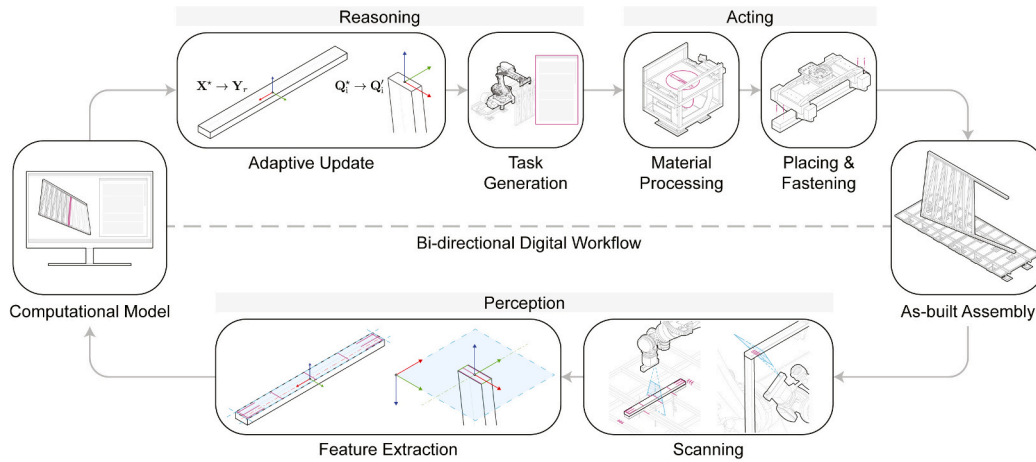 Reasoning
Acting
X* → Y_r
Q_i* → Q_i′
Adaptive Update
Task
Generation
Material
Processing
Placing &
Fastening
Bi-directional Digital Workflow
Computational Model
As-built Assembly
Perception
Feature Extraction
Scanning